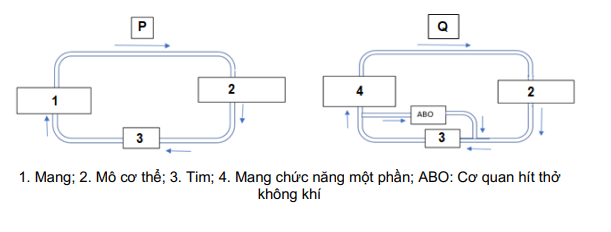 P
Q
1
2
3
4
2
ABO
3
1. Mang; 2. Mô cơ thể; 3. Tim; 4. Mang chức năng một phần; ABO: Cơ quan hít thở
không khí